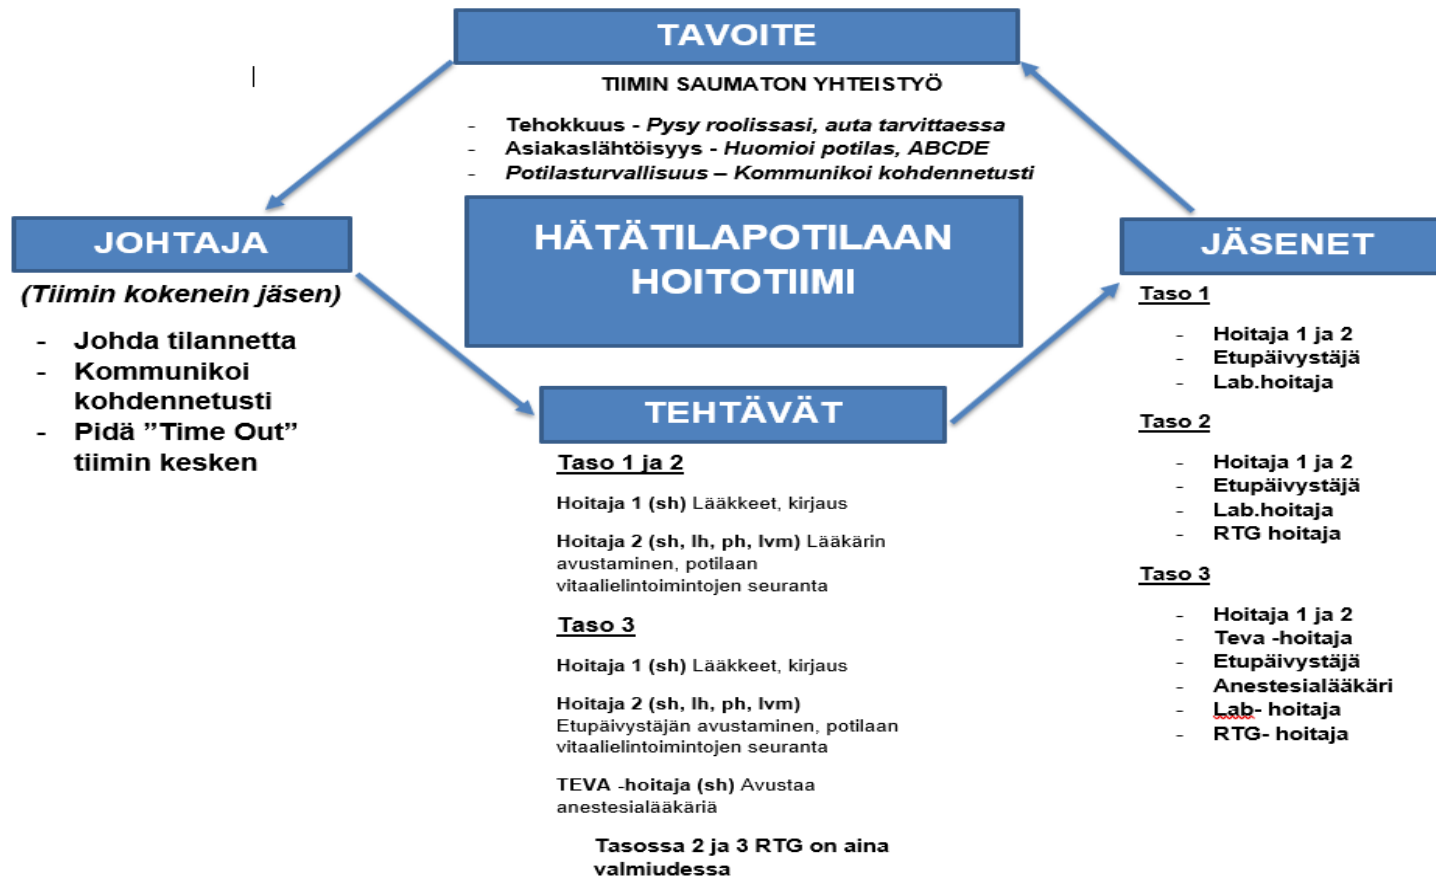 TAVOITE
TIIMIN SAUMATON YHTEISTYÖ
- Tehokkuus - Pysy roolissasi, auta tarvittaessa
- Asiakaslähtöisyys - Huomioi potilas, ABCDE
- Potilasturvallisuus – Kommunikoi kohdennetusti
HÄTÄTILAPOTILAAN
HOITOTIIMI
JOHTAJA
(Tiimin kokenein jäsen)
- Johda tilannetta
- Kommunikoi
kohdennetusti
- Pidä ”Time Out”
tiimin kesken
TEHTÄVÄT
Taso 1 ja 2
Hoitaja 1 (sh) Lääkkeet, kirjaus
Hoitaja 2 (sh, lh, ph, lvm) Lääkärin
avustaminen, potilaan
vitaalielintoimintojen seuranta
Taso 3
Hoitaja 1 (sh) Lääkkeet, kirjaus
Hoitaja 2 (sh, lh, ph, lvm)
Etupäivystäjän avustaminen, potilaan
vitaalielintoimintojen seuranta
TEVA -hoitaja (sh) Avustaa
anestesialääkäriä
Tasossa 2 ja 3 RTG on aina
valmiudessa
JÄSENET
Taso 1
- Hoitaja 1 ja 2
- Etupäivystäjä
- Lab.hoitaja
Taso 2
- Hoitaja 1 ja 2
- Etupäivystäjä
- Lab.hoitaja
- RTG hoitaja
Taso 3
- Hoitaja 1 ja 2
- Teva -hoitaja
- Etupäivystäjä
- Anestesialääkäri
- Lab- hoitaja
- RTG- hoitaja